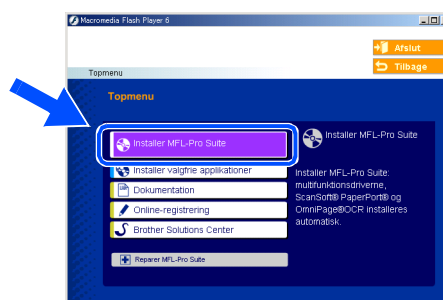 Macromedia Flash Player 6
Afslut
Tilbage
Topmenu
Topmenu
Installer MFL-Pro Suite
Installer valgfrie applikationer
Dokumentation
Online-registrering
Brother Solutions Center
Reparer MFL-Pro Suite
Installer MFL-Pro Suite
Installer MFL-Pro Suite:
multifunktionsdriverne,
ScanSoft® PaperPort® og
OmniPage®OCR installeres
automatisk.